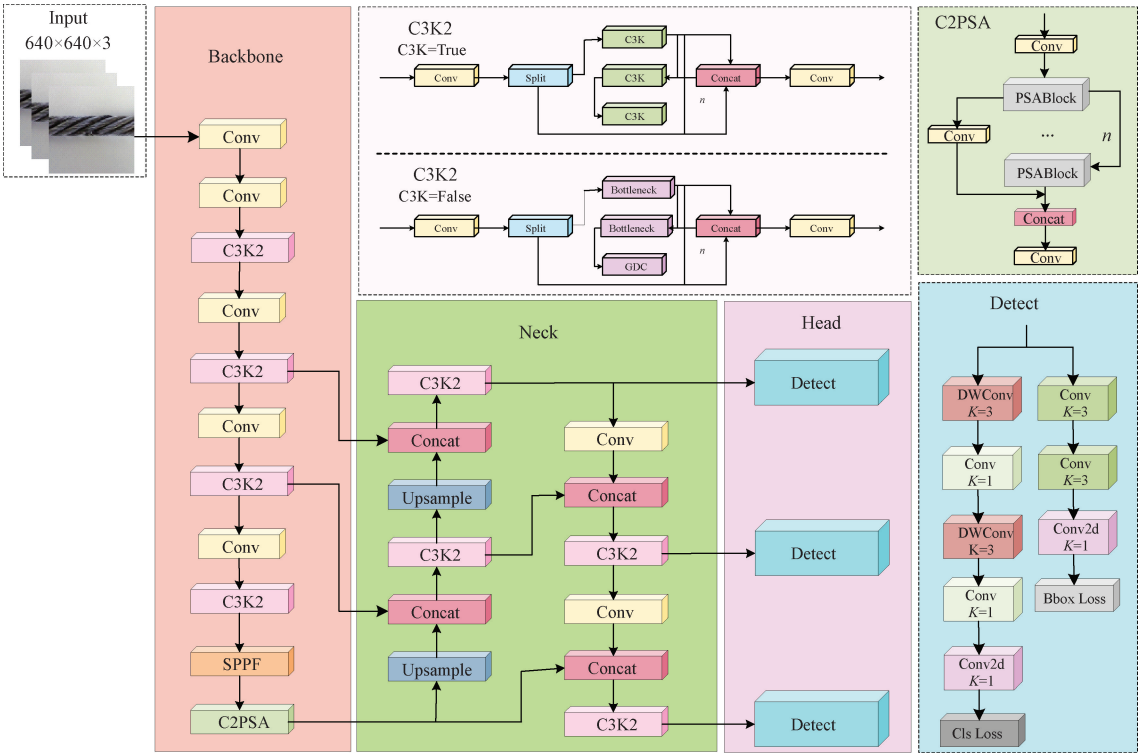 Input
640×640×3
Backbone
Conv
Conv
C3K2
Conv
C3K2
Conv
C3K2
Conv
C3K2
SPPF
C2PSA
C3K2
C3K=True
Conv
Split
C3K
C3K
C3K
n
Concat
Conv
C3K2
C3K=False
Conv
Split
Bottleneck
Bottleneck
GDC
n
Concat
Conv
C2PSA
Conv
PSABlock
Conv
...
n
PSABlock
Concat
Conv
Neck
C3K2
Concat
Upsample
C3K2
Concat
Upsample
Conv
Concat
C3K2
Conv
Concat
C3K2
Head
Detect
Detect
Detect
Detect
DWConv
K=3
Conv
K=1
DWConv
K=3
Conv
K=1
Conv2d
K=1
Cls Loss
Conv
K=3
Conv
K=3
Conv2d
K=1
Bbox Loss